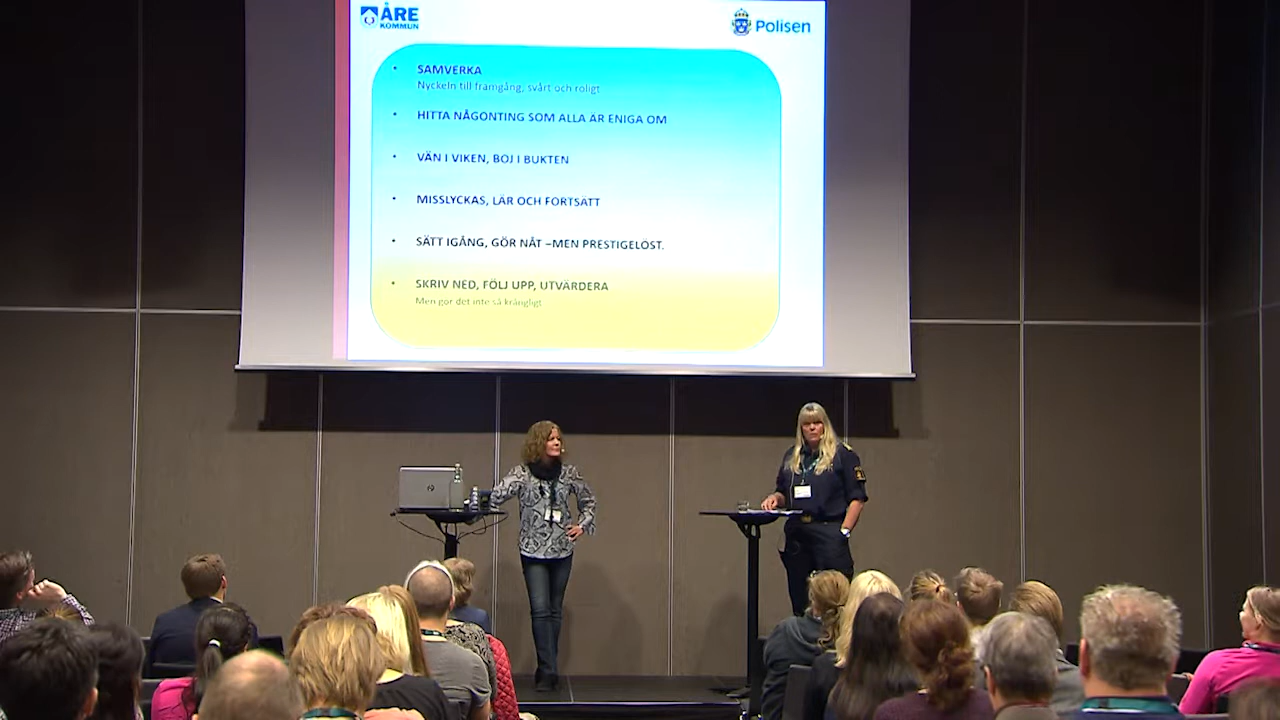 ÅRE
KOMMUN
Polisen
• SAMVERKA
Nyckeln till framgång, svårt och roligt
• HITTA NÅGONTING SOM ALLA ÄR ENIGA OM
• VÄN I VIKEN, BOJ I BUKTEN
• MISSLYCKAS, LÄR OCH FORTSÄTT
• SÄTT IGÅNG, GÖR NÅT –MEN PRESTIGELÖST.
• SKRIV NED, FÖLJ UPP, UTVÄRDERA
Men gör det inte så krångligt